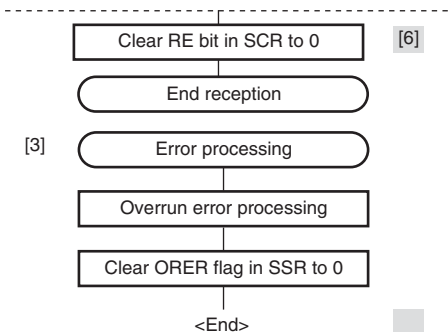 Clear RE bit in SCR to 0 [6]
End reception
[3] Error processing
Overrun error processing
Clear ORER flag in SSR to 0
<End>